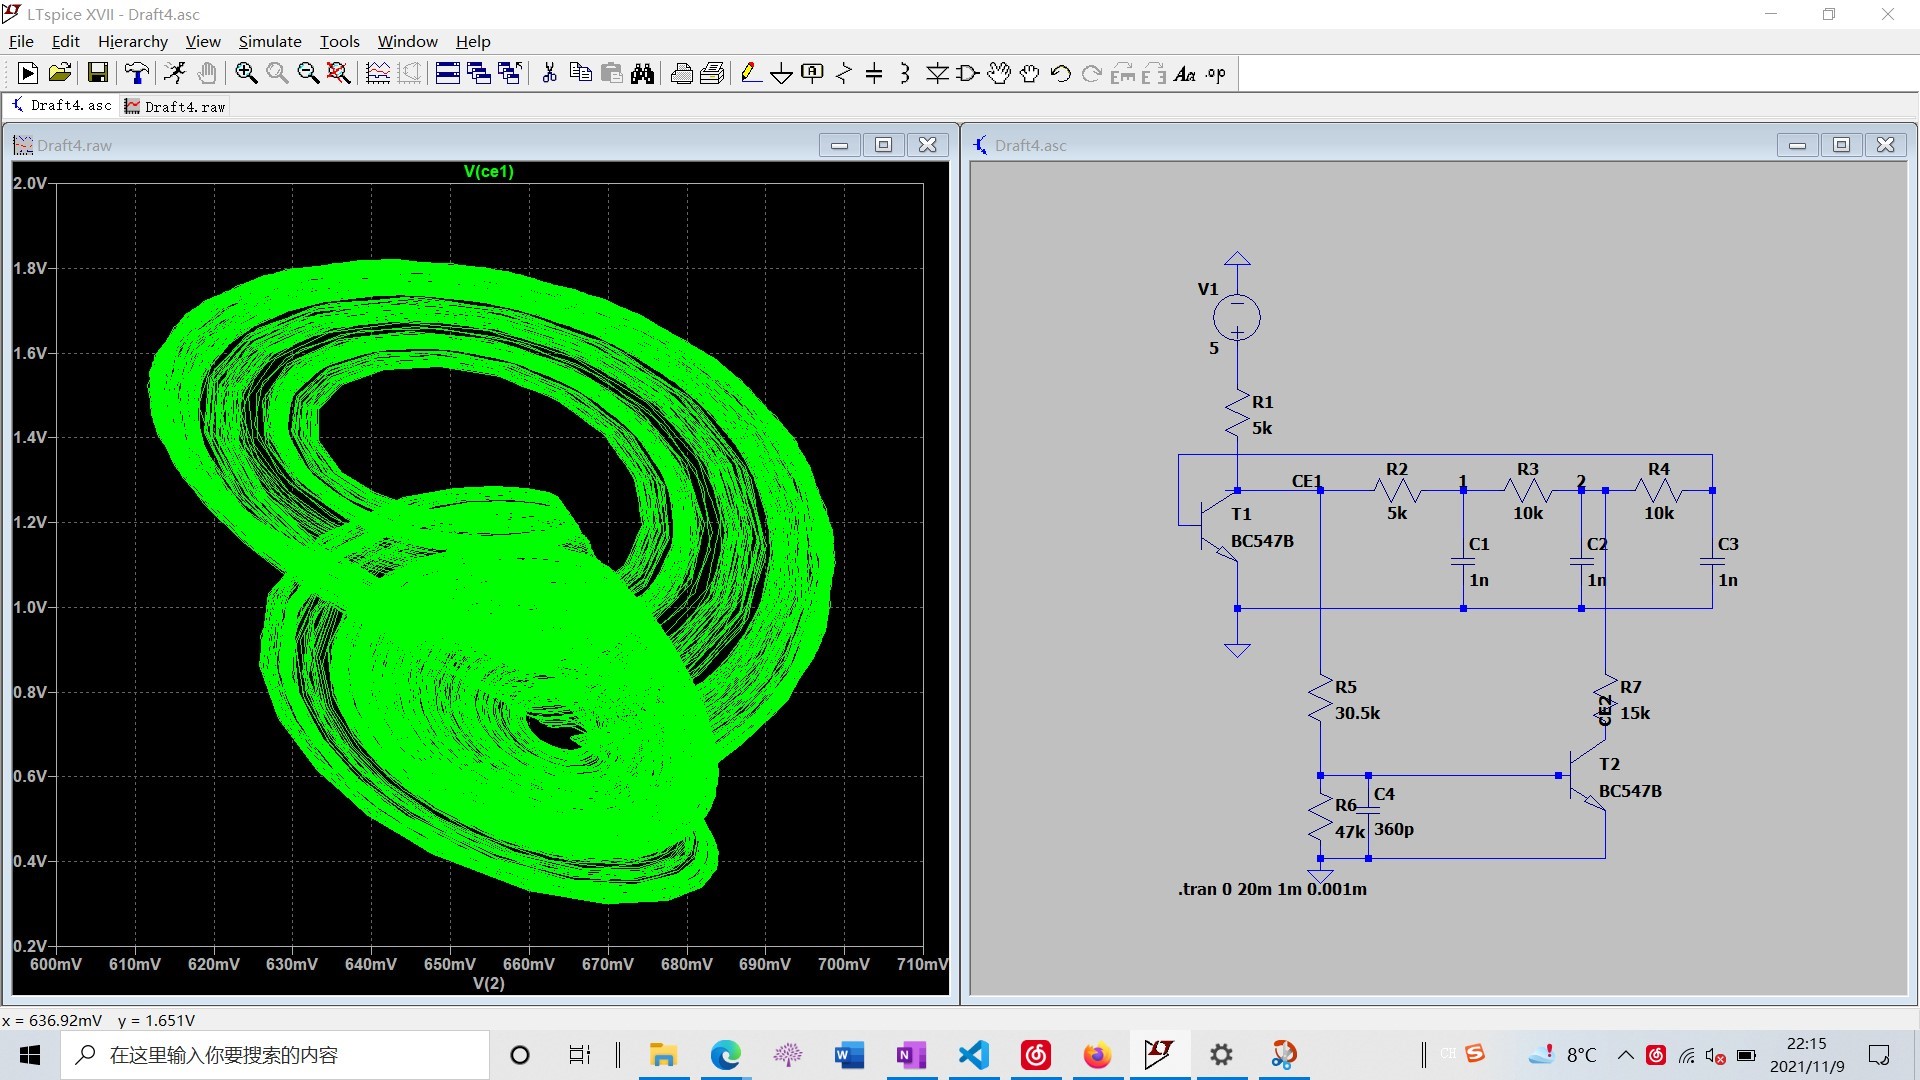 LTspice XVII - Draft4.asc
File Edit Hierarchy View Simulate Tools Window Help
Draft4.asc Draft4.raw
Draft4.raw
V(ce1)
2.0V
1.8V
1.6V
1.4V
1.2V
1.0V
0.8V
0.6V
0.4V
0.2V
600mV 610mV 620mV 630mV 640mV 650mV 660mV 670mV 680mV 690mV 700mV 710mV
V(2)
Draft4.asc
V1
5
R1
5k
CE1 R2 1 R3 2 R4
5k 10k 10k
T1
BC547B
C1 C2 C3
1n 1n 1n
R5
30.5k
R7
15k
CE2
T2
BC547B
R6 C4
47k 360p
.tran 0 20m 1m 0.001m
x = 636.92mV y = 1.651V
在这里输入你要搜索的内容
8°C
22:15
2021/11/9